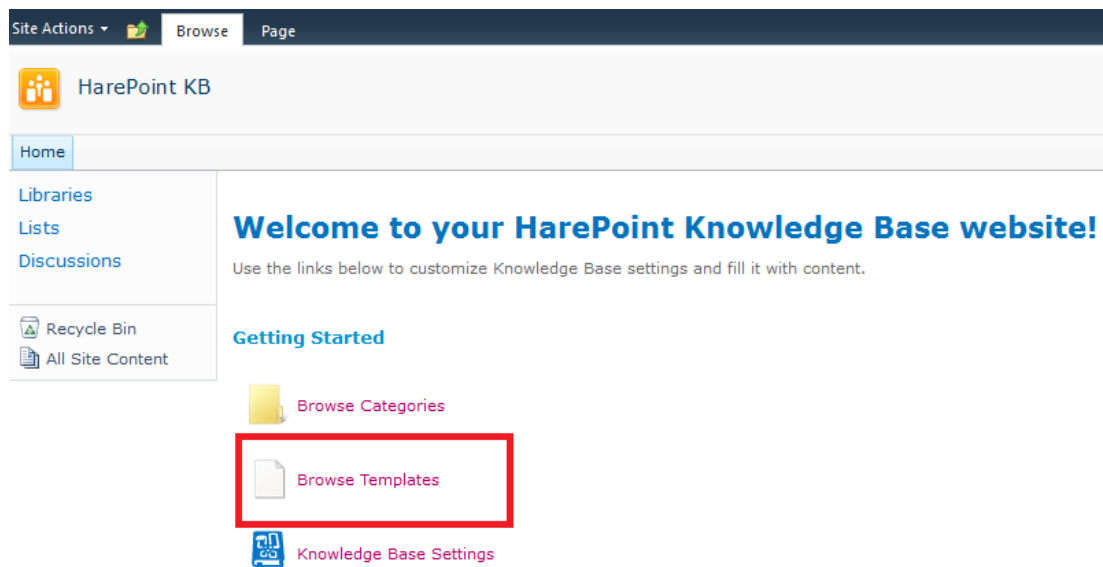 Site Actions
Browse
Page
HarePoint KB
Home
Libraries
Lists
Discussions
Recycle Bin
All Site Content
Welcome to your HarePoint Knowledge Base website!
Use the links below to customize Knowledge Base settings and fill it with content.
Getting Started
Browse Categories
Browse Templates
Knowledge Base Settings